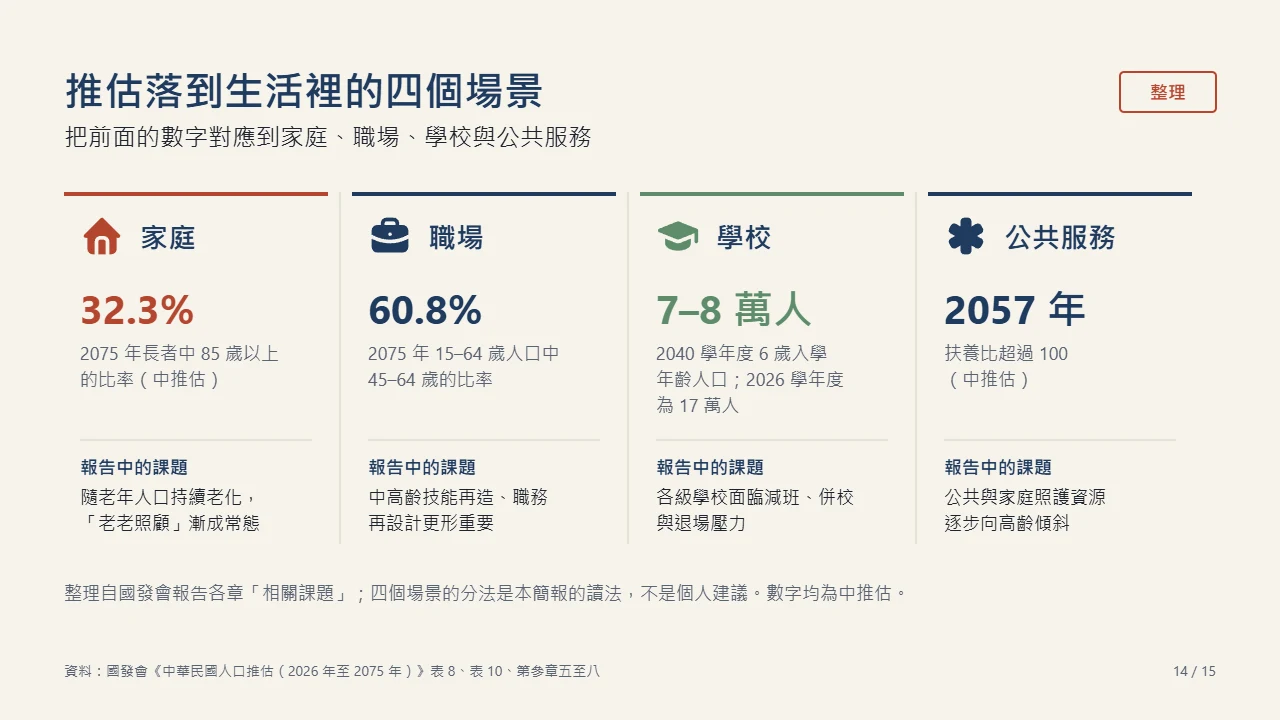 推估落到生活裡的四個場景
整理
把前面的數字對應到家庭、職場、學校與公共服務
家庭
32.3%
2075 年長者中 85 歲以上
的比率（中推估）
報告中的課題
隨老年人口持續老化，
「老老照顧」漸成常態
職場
60.8%
2075 年 15–64 歲人口中
45–64 歲的比率
報告中的課題
中高齡技能再造、職務
再設計更形重要
學校
7–8 萬人
2040 學年度 6 歲入學
年齡人口；2026 學年度
為 17 萬人
報告中的課題
各級學校面臨減班、併校
與退場壓力
公共服務
2057 年
扶養比超過 100
（中推估）
報告中的課題
公共與家庭照護資源
逐步向高齡傾斜
整理自國發會報告各章「相關課題」；四個場景的分法是本簡報的讀法，不是個人建議。數字均為中推估。
資料：國發會《中華民國人口推估（2026 年至 2075 年）》表 8、表 10、第參章五至八
14 / 15